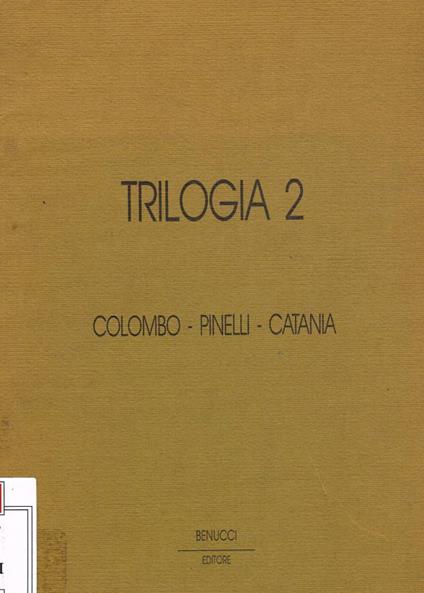 TRILOGIA 2
COLOMBO - PINELLI - CATANIA
BENUCCI
EDITORE